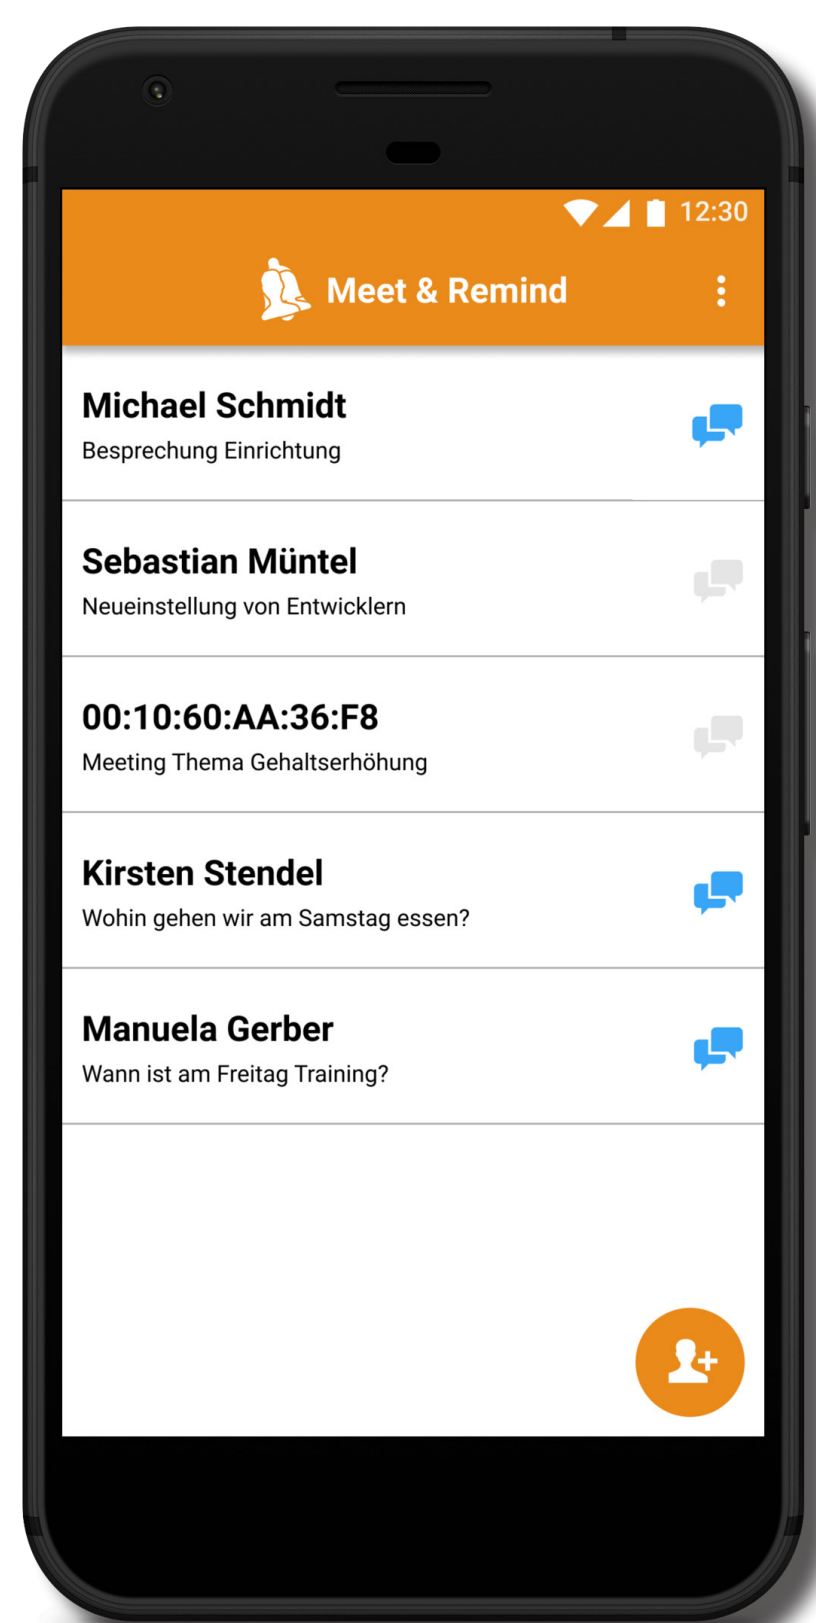 12:30
Meet & Remind
Michael Schmidt
Besprechung Einrichtung
Sebastian Müntel
Neueinstellung von Entwicklern
00:10:60:AA:36:F8
Meeting Thema Gehaltserhöhung
Kirsten Stendel
Wohin gehen wir am Samstag essen?
Manuela Gerber
Wann ist am Freitag Training?